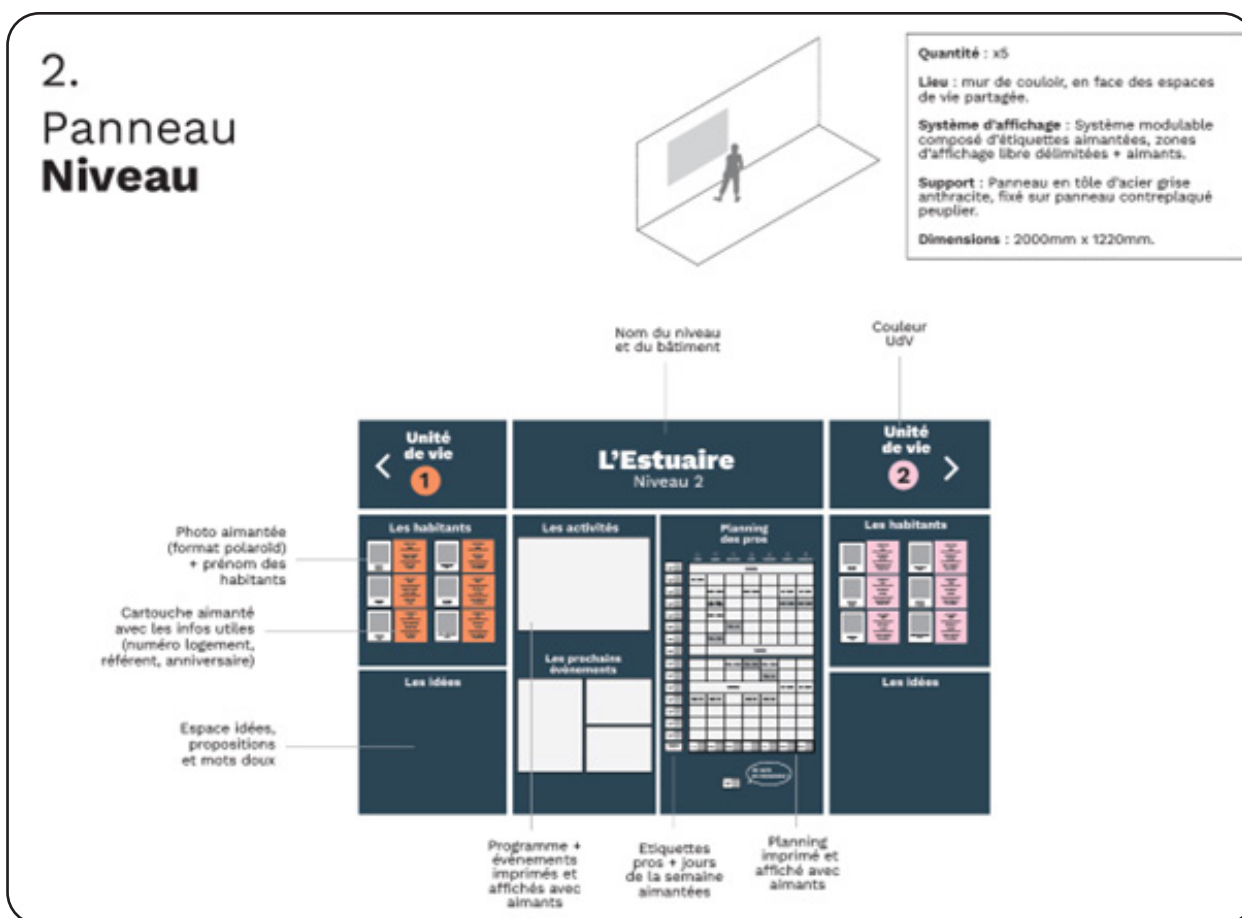 2.
Panneau
Niveau
Quantité : x5
Lieu : mur de couloir, en face des espaces
de vie partagée.
Système d'affichage : Système modulable
composé d'étiquettes aimantées, zones
d'affichage libre délimitées + aimants.
Support : Panneau en tôle d'acier grise
anthracite, fixé sur panneau contreplaqué
peuplier.
Dimensions : 2000mm x 1220mm.
Nom du niveau
et du bâtiment
Couleur
UdV
Unité
de vie
1
L'Estuaire
Niveau 2
Unité
de vie
2
Photo aimantée
(format polaroïd)
+ prénom des
habitants
Cartouche aimanté
avec les infos utiles
(numéro logement,
référent, anniversaire)
Espace idées,
propositions
et mots doux
Les habitants
Les idées
Les activités
Les prochains
évènements
Planning
des pros
Les habitants
Les idées
Programme +
événements
imprimés et
affichés avec
aimants
Etiquettes
pros + jours
de la semaine
aimantées
Planning
imprimé et
affiché avec
aimants